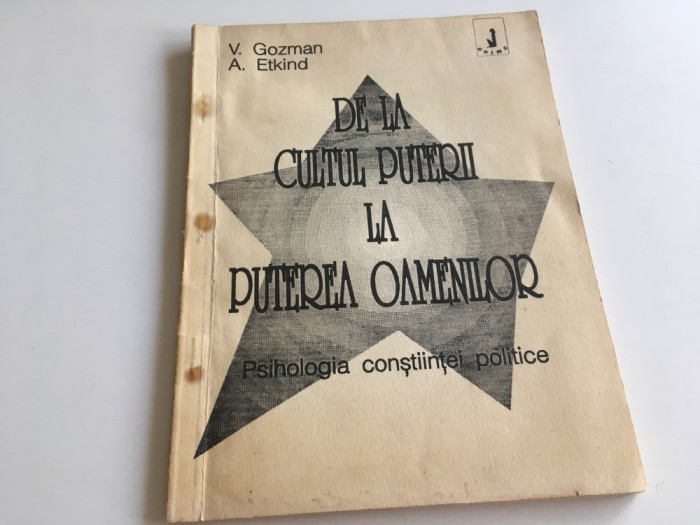 V. Gozman
A. Etkind
DE LA
CULTUL PUTERII
LA
PUTEREA OAMENILOR
Psihologia conştiinţei politice